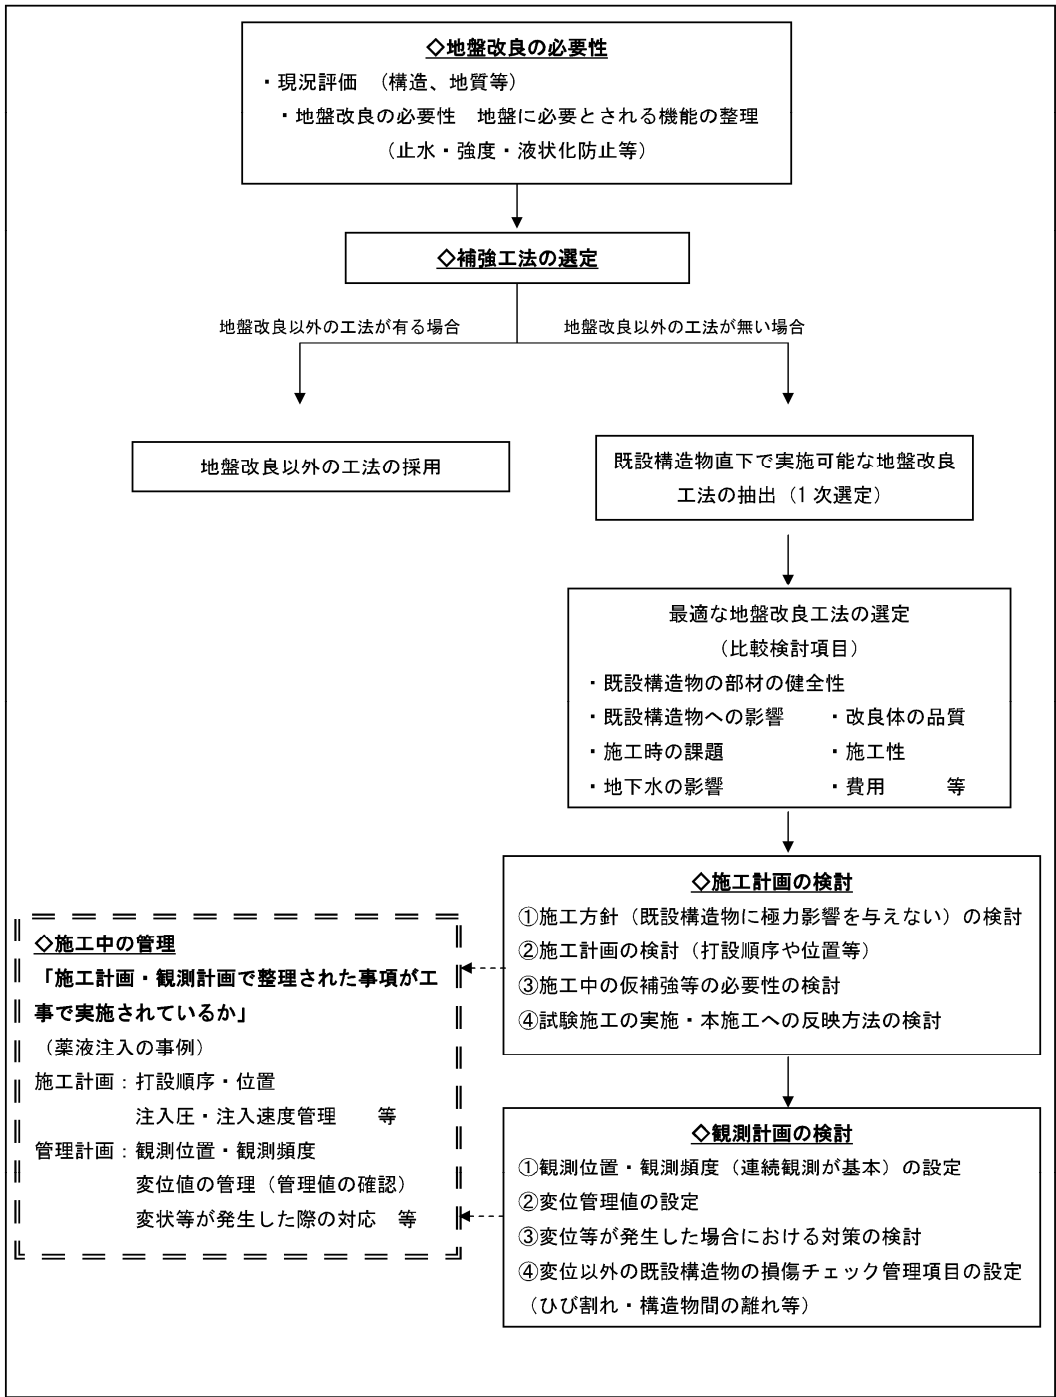 ◇地盤改良の必要性
・現況評価　（構造、地質等）
・地盤改良の必要性　地盤に必要とされる機能の整理
（止水・強度・液状化防止等）
◇補強工法の選定
地盤改良以外の工法が有る場合
地盤改良以外の工法が無い場合
地盤改良以外の工法の採用
既設構造物直下で実施可能な地盤改良
工法の抽出（1次選定）
最適な地盤改良工法の選定
（比較検討項目）
・既設構造物の部材の健全性
・既設構造物への影響　・改良体の品質
・施工時の課題　・施工性
・地下水の影響　・費用　等
◇施工計画の検討
①施工方針（既設構造物に極力影響を与えない）の検討
②施工計画の検討（打設順序や位置等）
③施工中の仮補強等の必要性の検討
④試験施工の実施・本施工への反映方法の検討
◇施工中の管理
「施工計画・観測計画で整理された事項が工
事で実施されているか」
（薬液注入の事例）
施工計画：打設順序・位置
注入圧・注入速度管理　等
管理計画：観測位置・観測頻度
変位値の管理（管理値の確認）
変状等が発生した際の対応　等
◇観測計画の検討
①観測位置・観測頻度（連続観測が基本）の設定
②変位管理値の設定
③変位等が発生した場合における対策の検討
④変位以外の既設構造物の損傷チェック管理項目の設定
（ひび割れ・構造物間の離れ等）